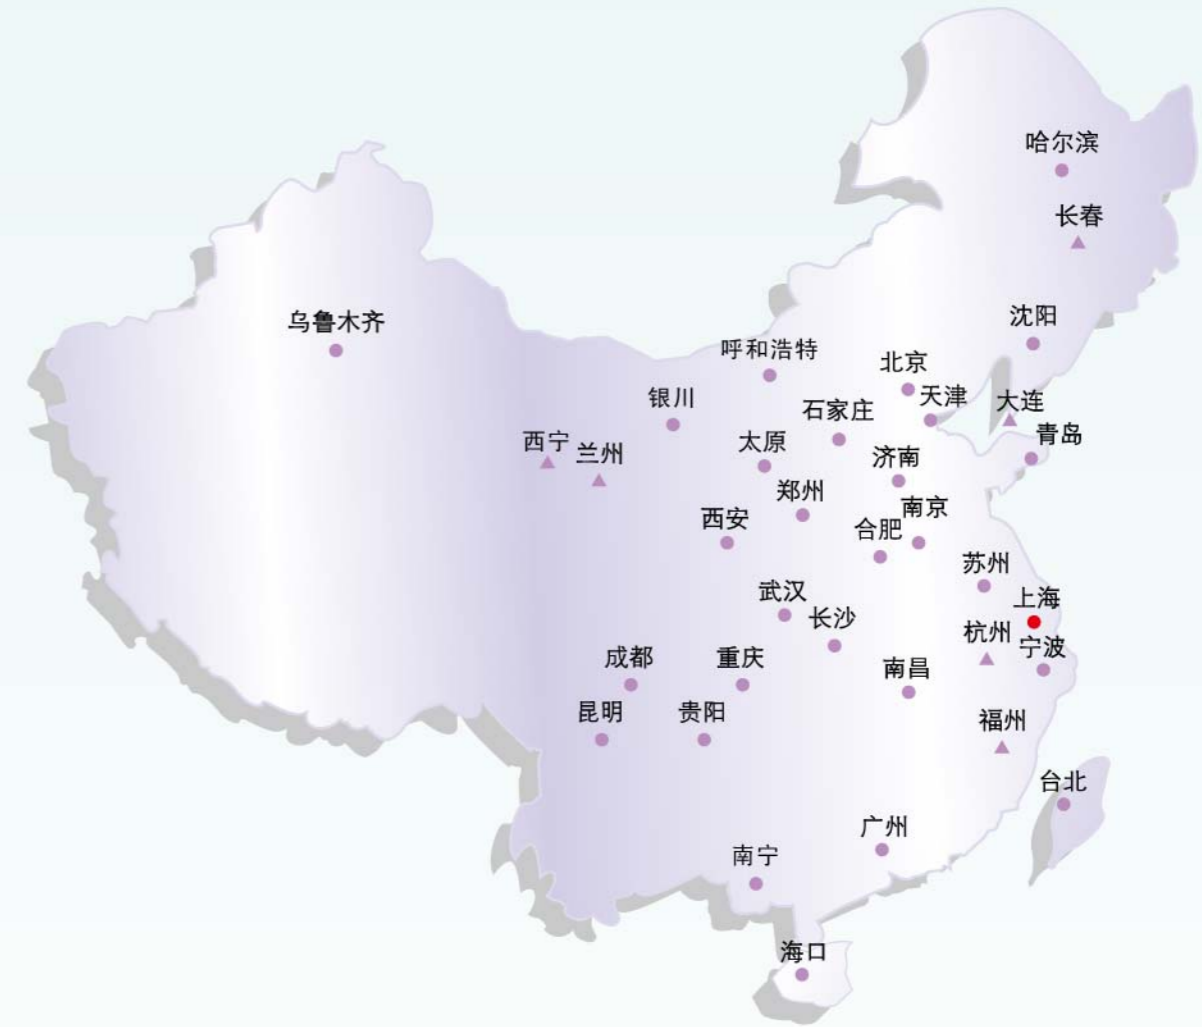 哈尔滨
长春
乌鲁木齐
沈阳
呼和浩特
北京
银川
天津
石家庄
大连
青岛
西宁
兰州
太原
济南
郑州
南京
西安
合肥
苏州
武汉
上海
长沙
杭州
宁波
成都
重庆
南昌
昆明
贵阳
福州
台北
广州
南宁
海口